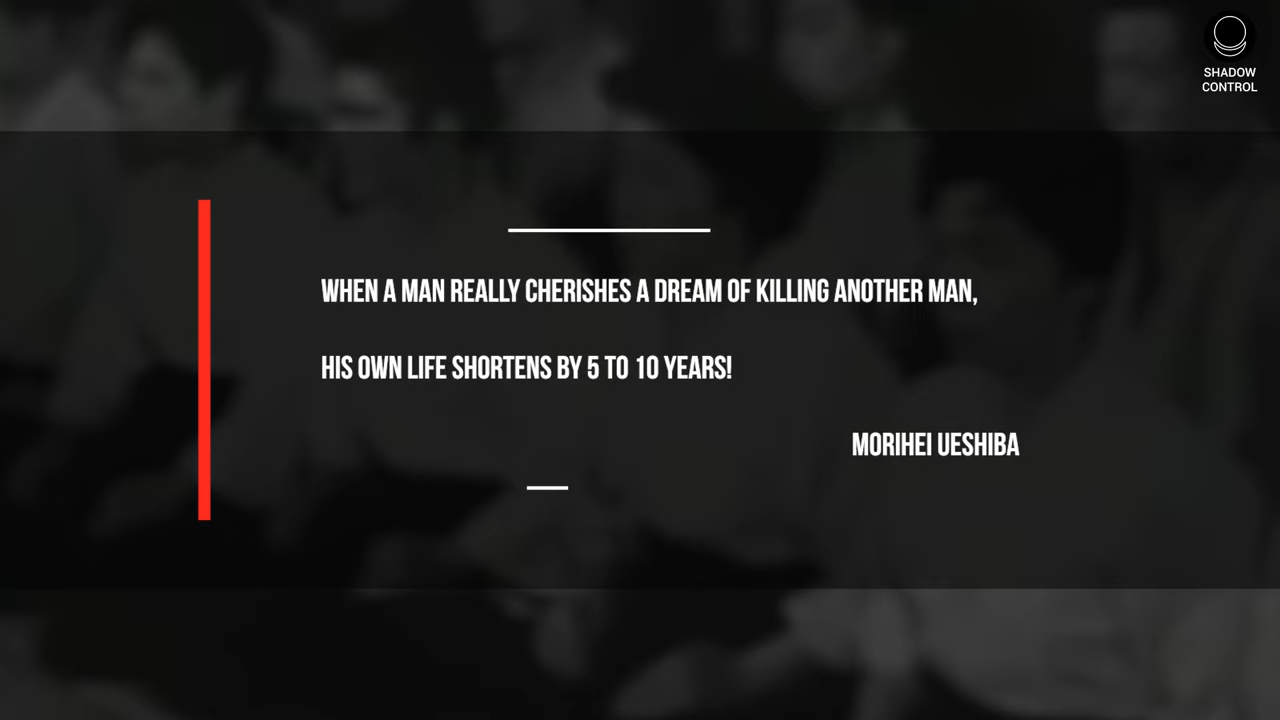 SHADOW
CONTROL
WHEN A MAN REALLY CHERISHES A DREAM OF KILLING ANOTHER MAN,
HIS OWN LIFE SHORTENS BY 5 TO 10 YEARS!
MORIHEI UESHIBA